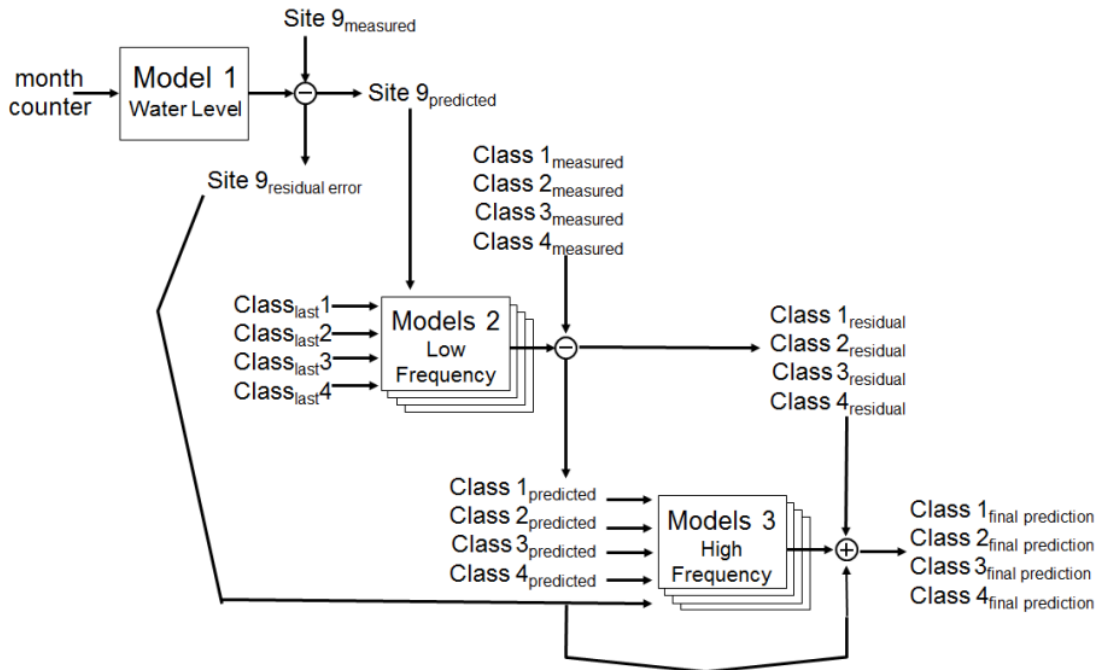 Site 9measured
month
counter
Model 1
Water Level
Site 9predicted
Site 9residual error
Class 1measured
Class 2measured
Class 3measured
Class 4measured
Classlast1
Classlast2
Classlast3
Classlast4
Models 2
Low
Frequency
Class 1residual
Class 2residual
Class 3residual
Class 4residual
Class 1predicted
Class 2predicted
Class 3predicted
Class 4predicted
Models 3
High
Frequency
Class 1final prediction
Class 2final prediction
Class 3final prediction
Class 4final prediction